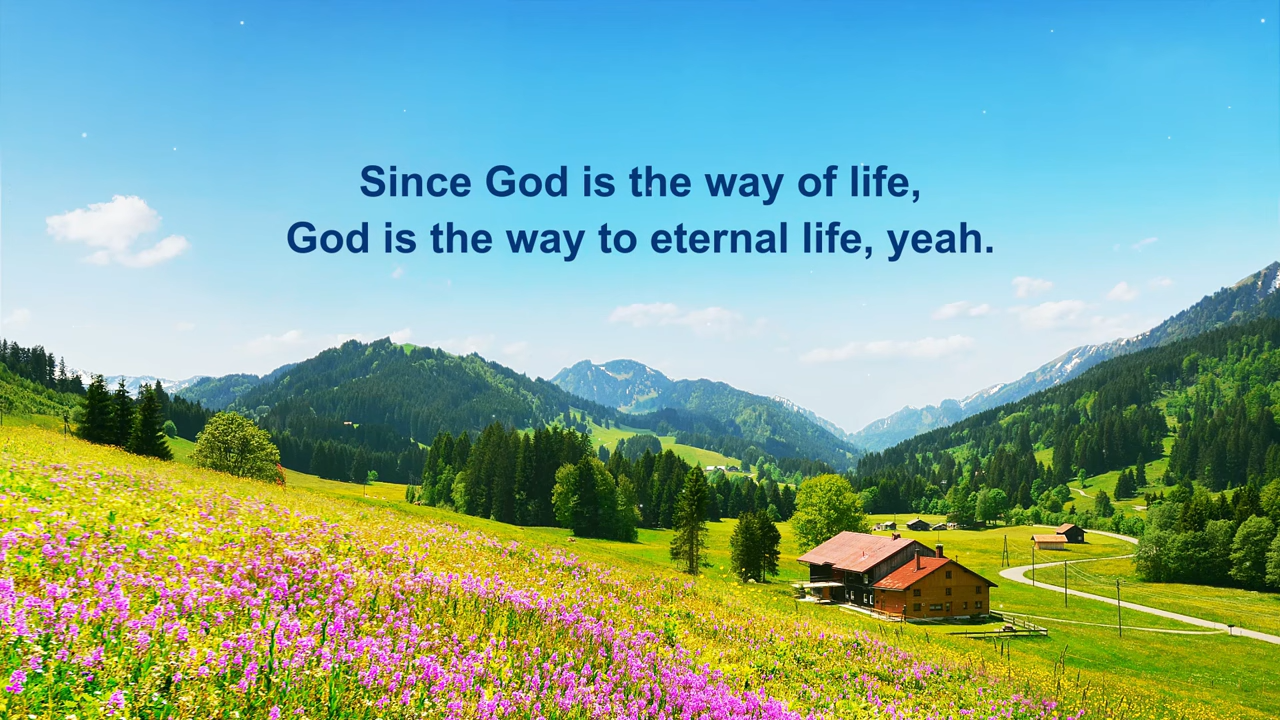 Since God is the way of life,
God is the way to eternal life, yeah.